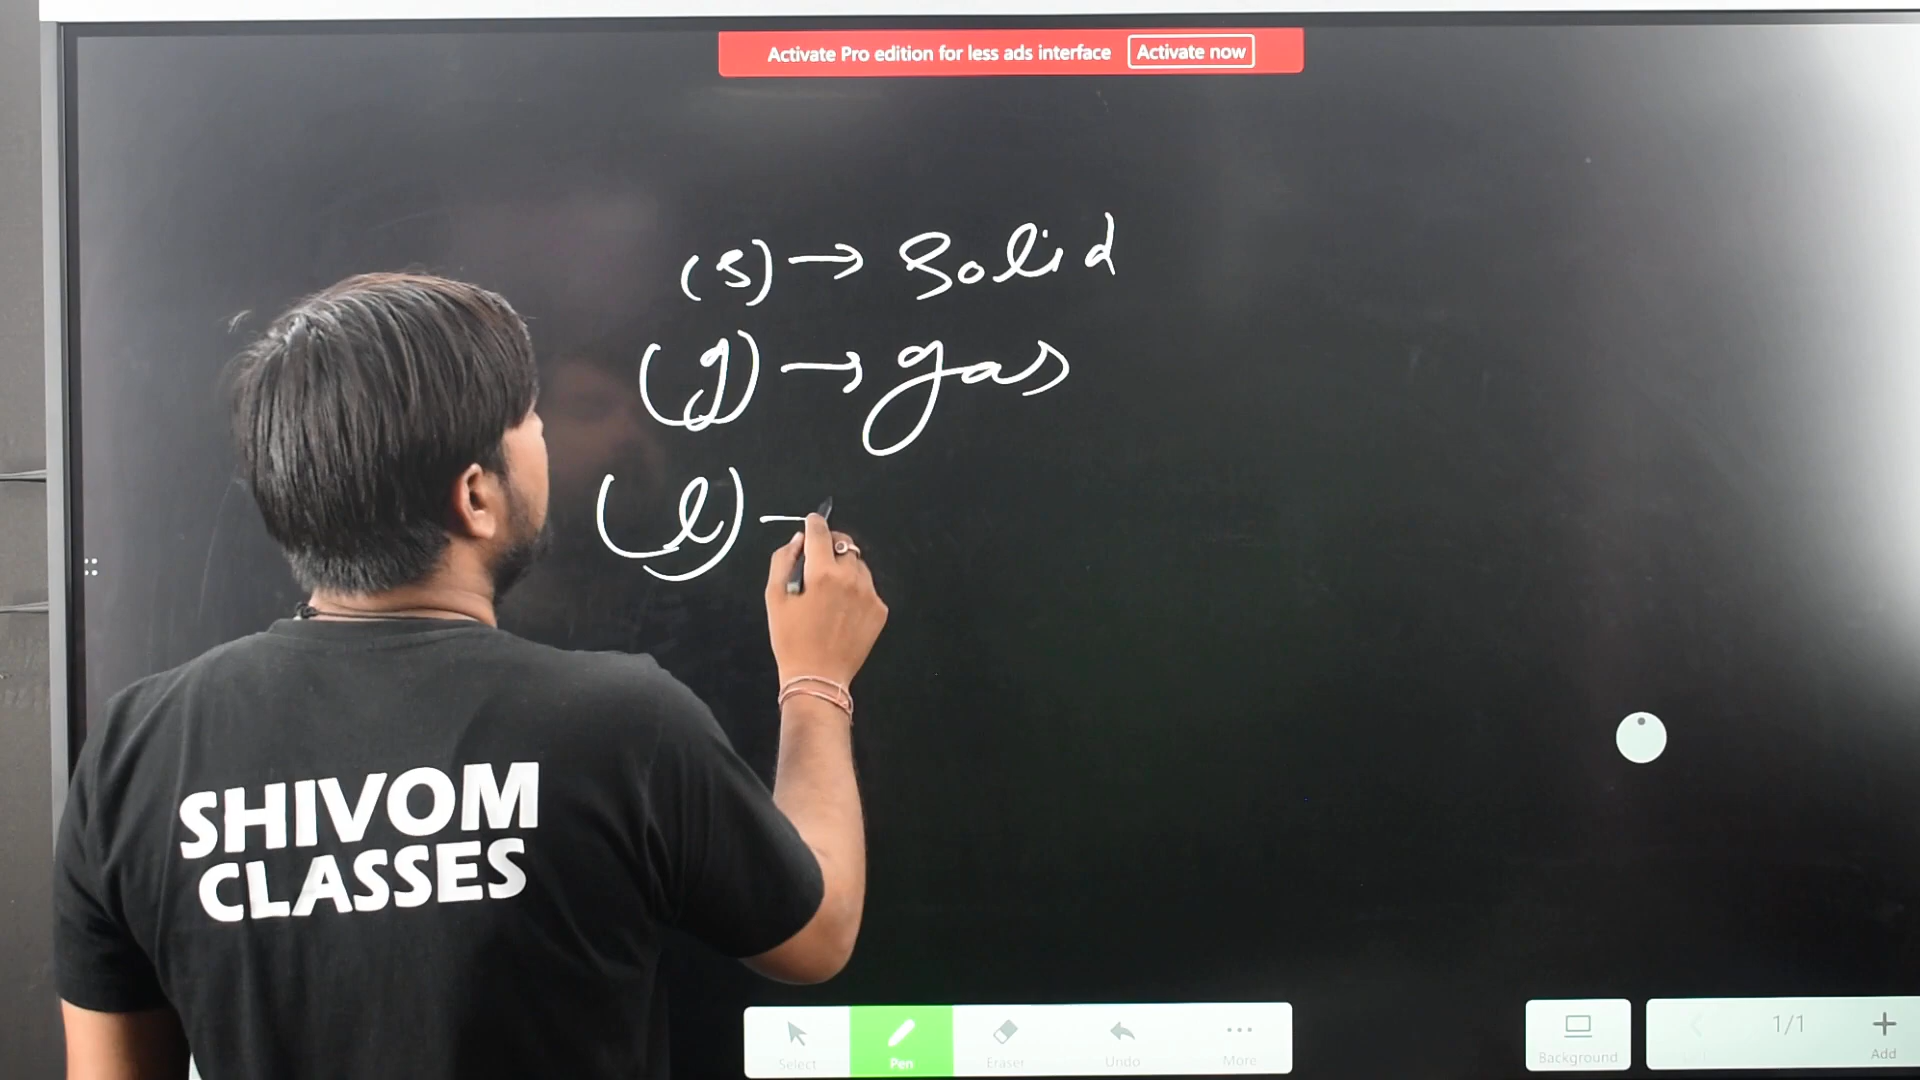 Activate Pro edition for less ads interface Activate now
(s) → Solid
(g) → gas
(l) —
SHIVOM
CLASSES
Select Pen Eraser Undo More
Background
1/1
Add